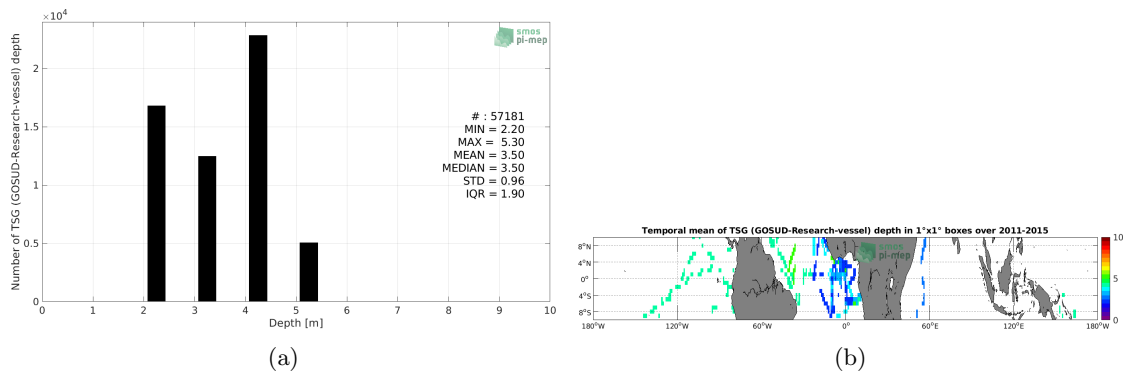 ×10⁴
2
1.5
1
0.5
0
Number of TSG (GOSUD-Research-vessel) depth
smos
pi-mep
# : 57181
MIN = 2.20
MAX = 5.30
MEAN = 3.50
MEDIAN = 3.50
STD = 0.96
IQR = 1.90
0 1 2 3 4 5 6 7 8 9 10
Depth [m]
(a)
Temporal mean of TSG (GOSUD-Research-vessel) depth in 1°x1° boxes over 2011-2015
smos
pi-mep
8°N
4°N
0°
4°S
8°S
180°W 120°W 60°W 0° 60°E 120°E 180°W
10
5
0
(b)